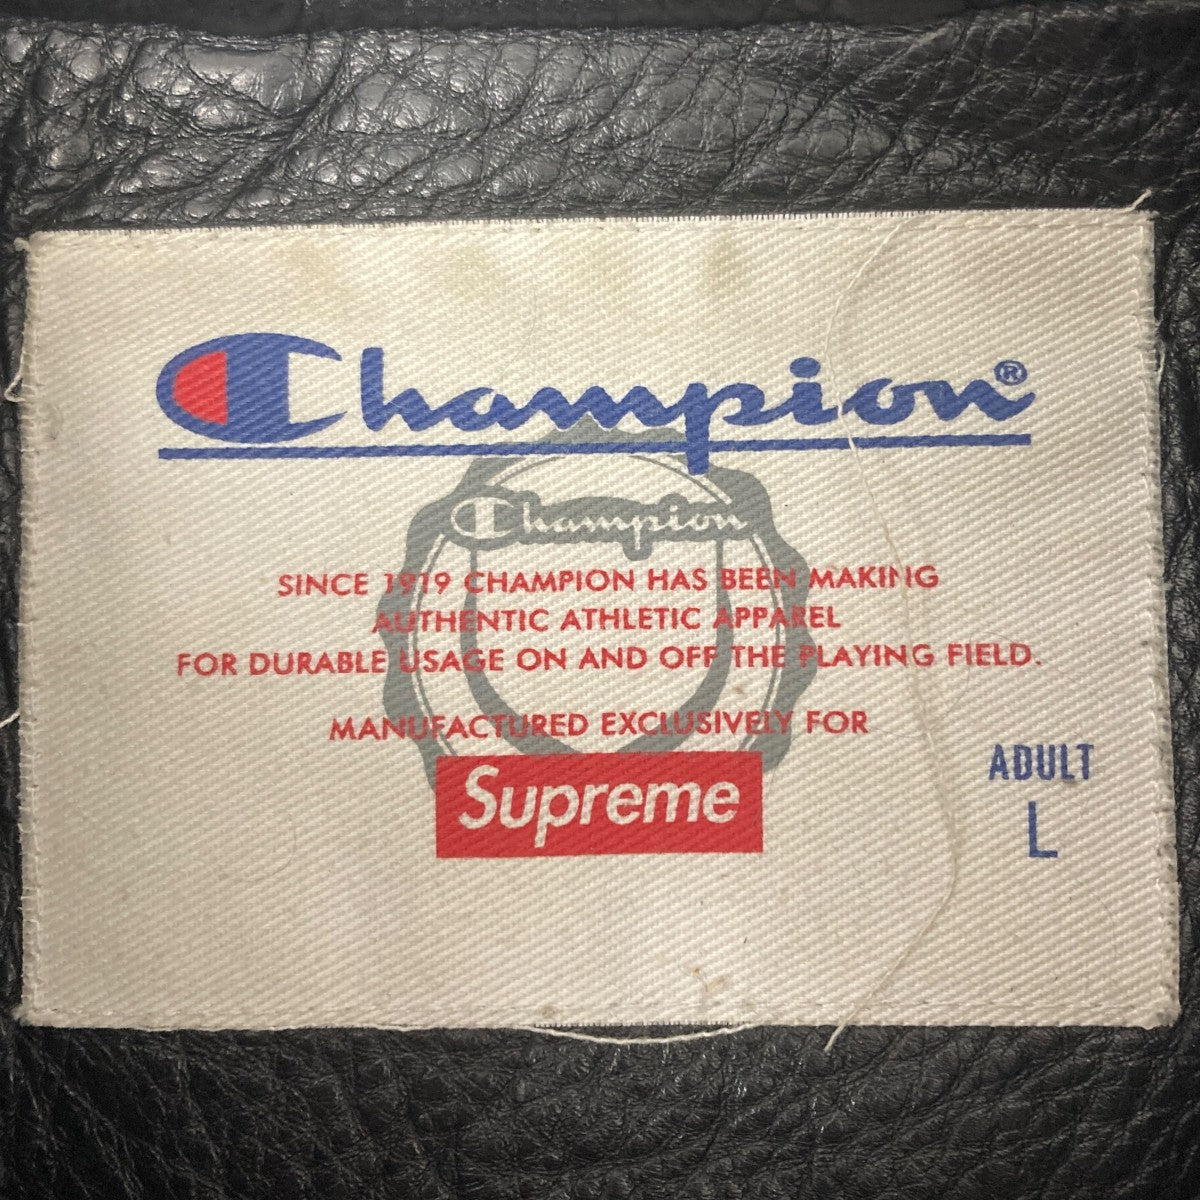 Champion®
Champion
SINCE 1919 CHAMPION HAS BEEN MAKING
AUTHENTIC ATHLETIC APPAREL
FOR DURABLE USAGE ON AND OFF THE PLAYING FIELD.
MANUFACTURED EXCLUSIVELY FOR
Supreme
ADULT
L